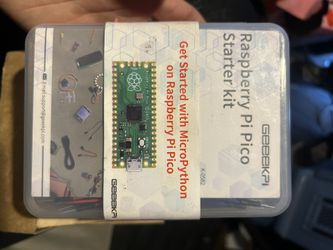 GEEEKPI
Raspberry Pi Pico
Starter kit
Get Started with MicroPython
on Raspberry Pi Pico
GEEEKPI